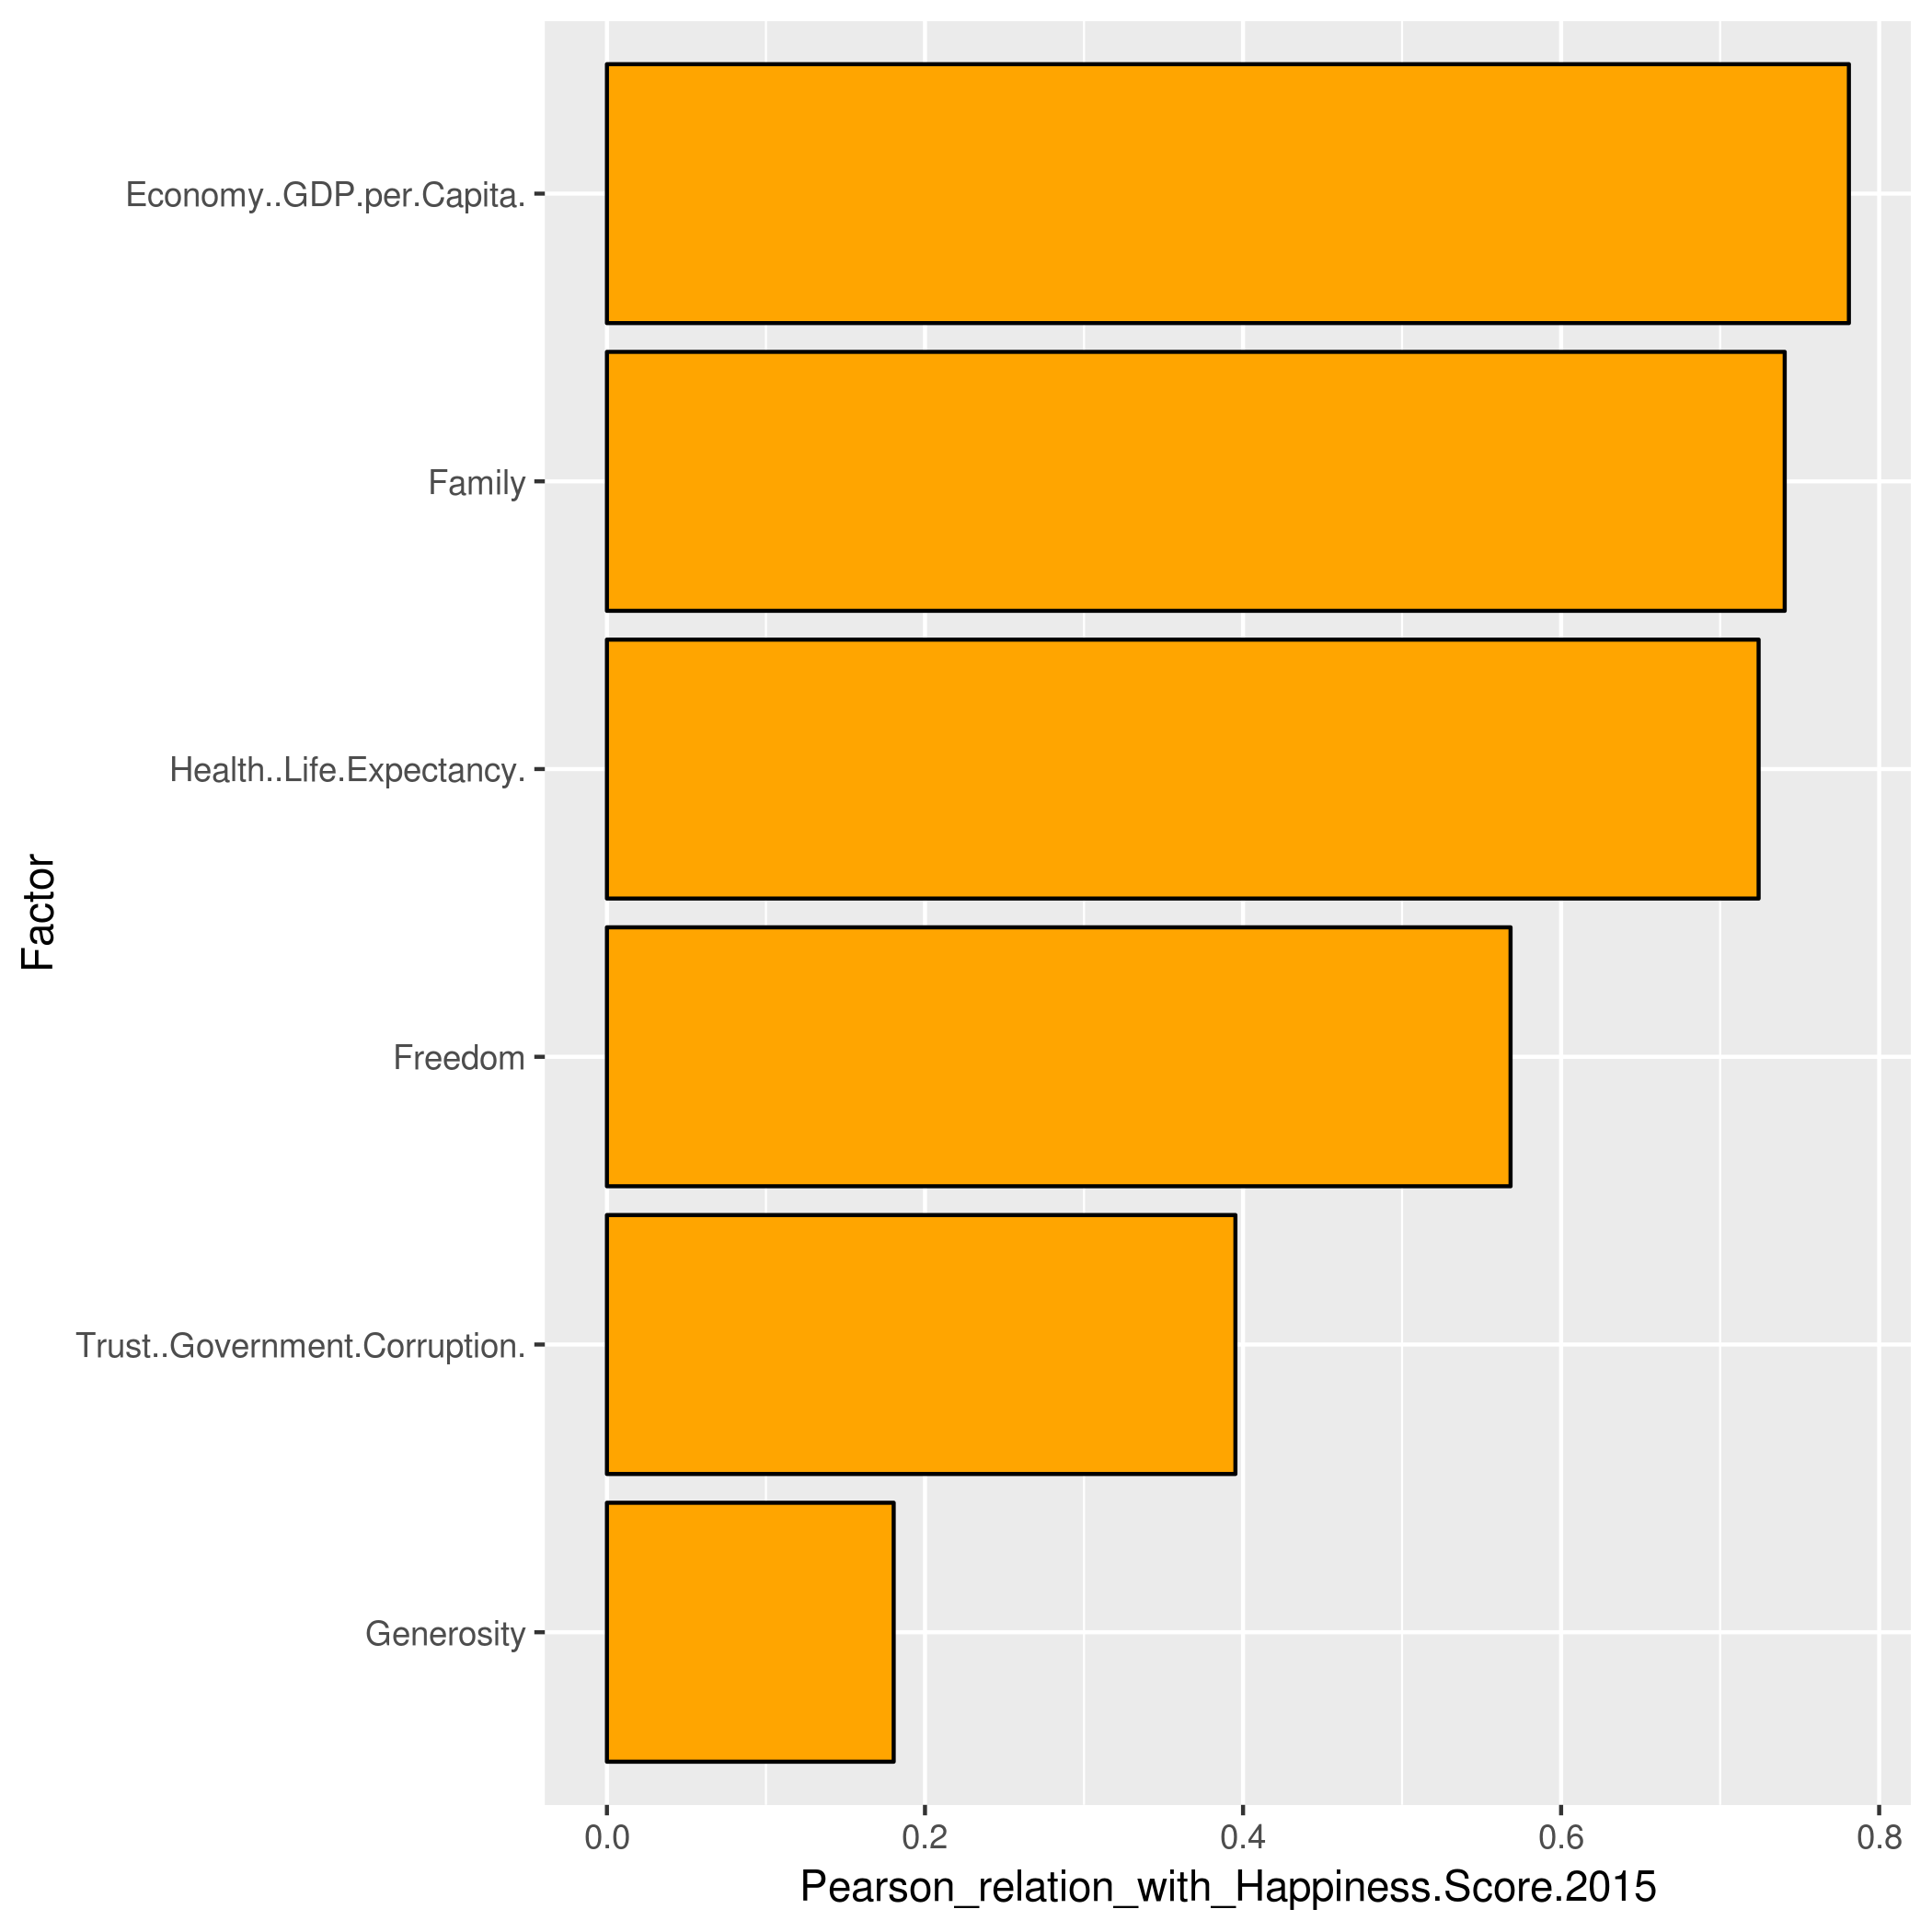 Economy..GDP.per.Capita.
Family
Health..Life.Expectancy.
Freedom
Trust..Government.Corruption.
Generosity
Factor
0.0 0.2 0.4 0.6 0.8
Pearson_relation_with_Happiness.Score.2015